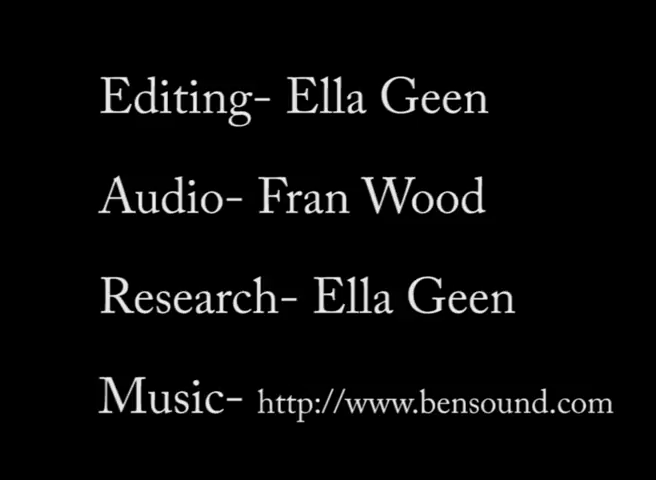 Editing- Ella Geen
Audio- Fran Wood
Research- Ella Geen
Music- http://www.bensound.com